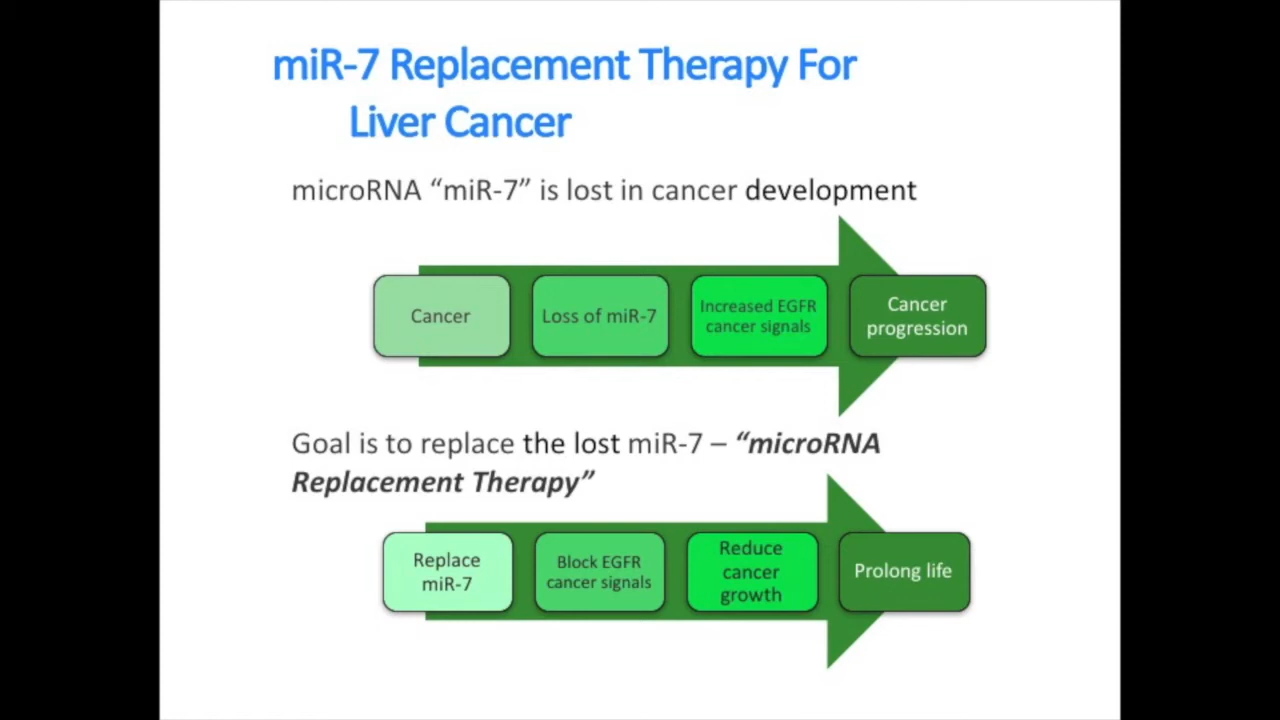 miR-7 Replacement Therapy For
Liver Cancer
microRNA “miR-7” is lost in cancer development
Cancer
Loss of miR-7
Increased EGFR
cancer signals
Cancer
progression
Goal is to replace the lost miR-7 – “microRNA
Replacement Therapy”
Replace
miR-7
Block EGFR
cancer signals
Reduce
cancer
growth
Prolong life